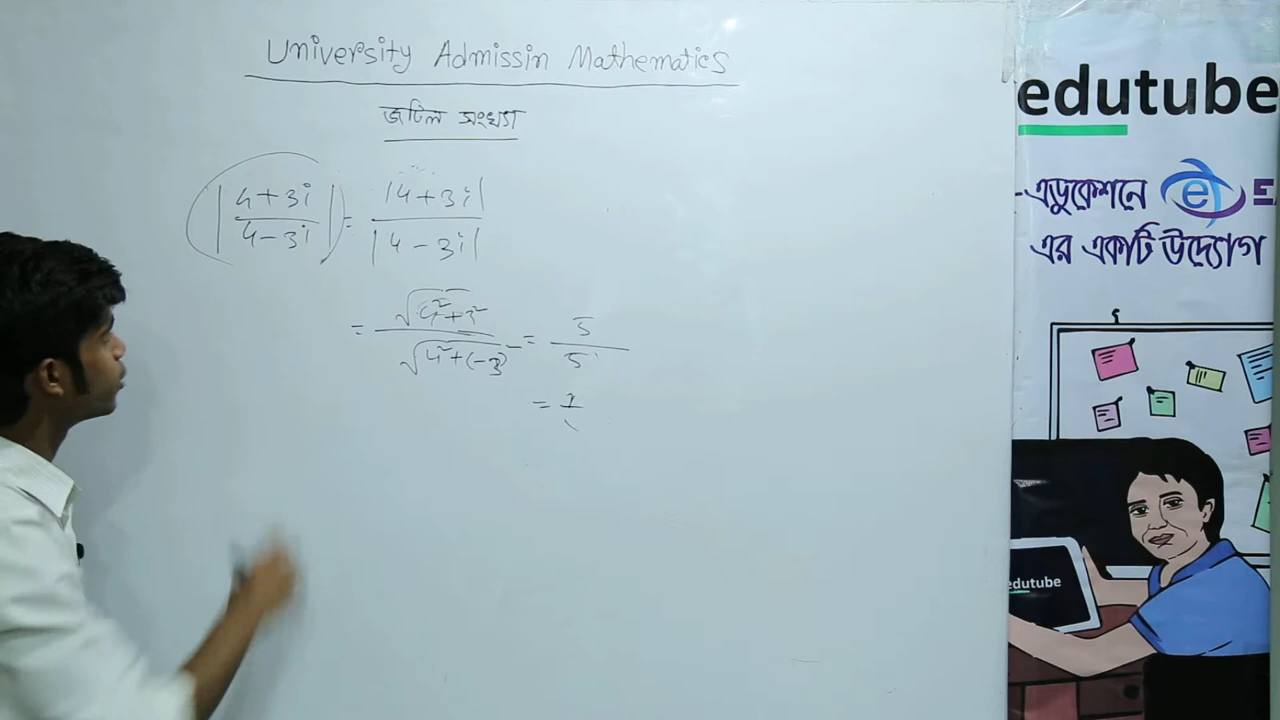 University Admissin Mathematics
জটিল সংখ্যা
|4+3i / 4-3i| = |4+3i| / |4-3i|
= √4²+3² / √4²+(-3) = 5 / 5
= 1
edutube
-এডুকেশনে e
এর একটি উদ্যোগ
edutube